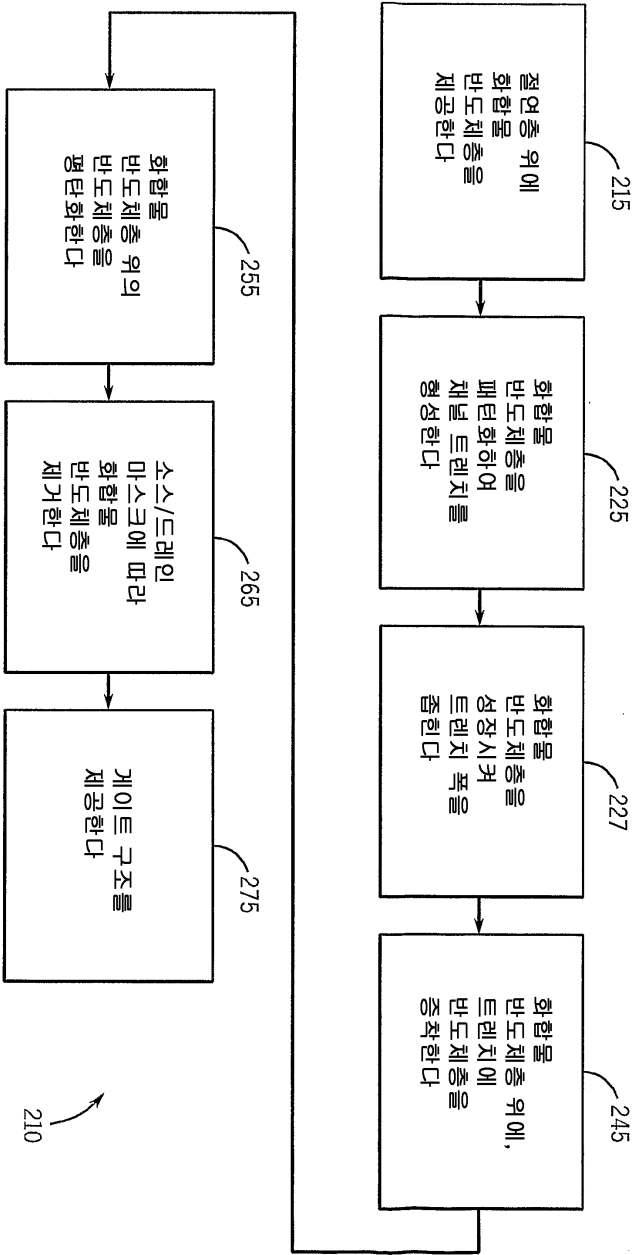 절연층 위에
화합물
반도체층을
제공한다
215
화합물
반도체층을
패턴화하여
채널 트렌치를
형성한다
225
화합물
반도체층을
성장시켜
트렌치 폭을
좁힌다
227
화합물
반도체층 위에,
트렌치에
반도체층을
증착한다
245
화합물
반도체층 위의
반도체층을
평탄화한다
255
소스/드레인
마스크에 따라
화합물
반도체층을
제거한다
265
게이트 구조를
제공한다
275
210